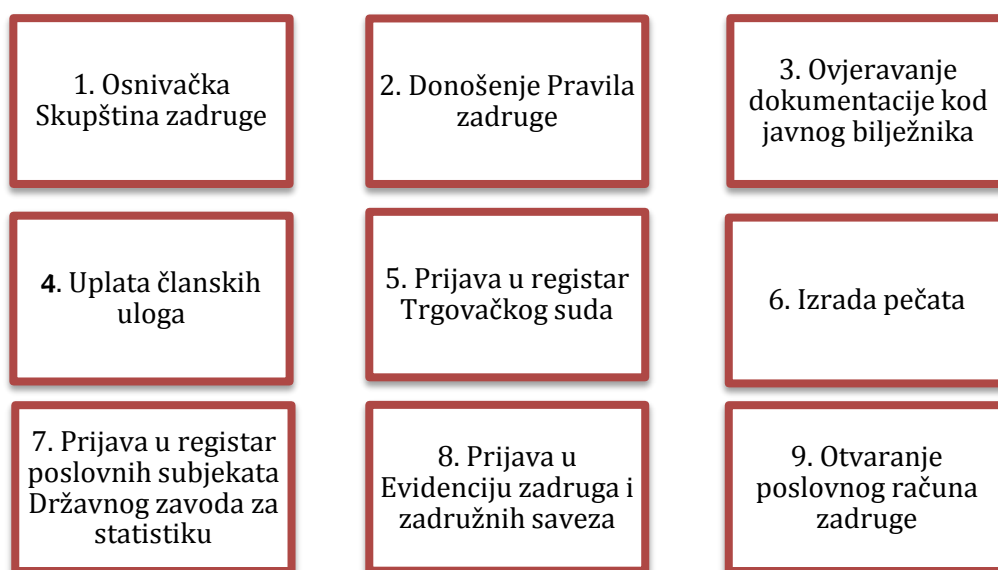 1. Osnivačka
Skupština zadruge
2. Donošenje Pravila
zadruge
3. Ovjeravanje
dokumentacije kod
javnog bilježnika
4. Uplata članskih
uloga
5. Prijava u registar
Trgovačkog suda
6. Izrada pečata
7. Prijava u registar
poslovnih subjekata
Državnog zavoda za
statistiku
8. Prijava u
Evidenciju zadruga i
zadružnih saveza
9. Otvaranje
poslovnog računa
zadruge